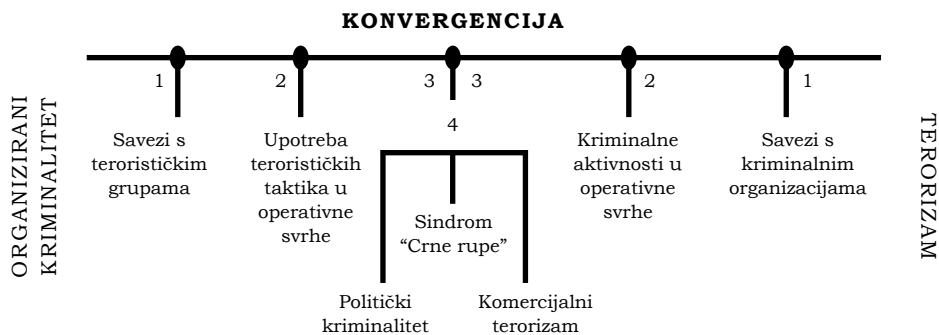 KONVERGENCIJA
ORGANIZIRANI
KRIMINALITET
1
2
3
3
2
1
Savezi s
terorističkim
grupama
Upotreba
terorističkih
taktika u
operativne
svrhe
4
Sindrom
“Crne rupe”
Politički
kriminalitet
Komercijalni
terorizam
Kriminalne
aktivnosti u
operativne
svrhe
Savezi s
kriminalnim
organizacijama
TERORIZAM